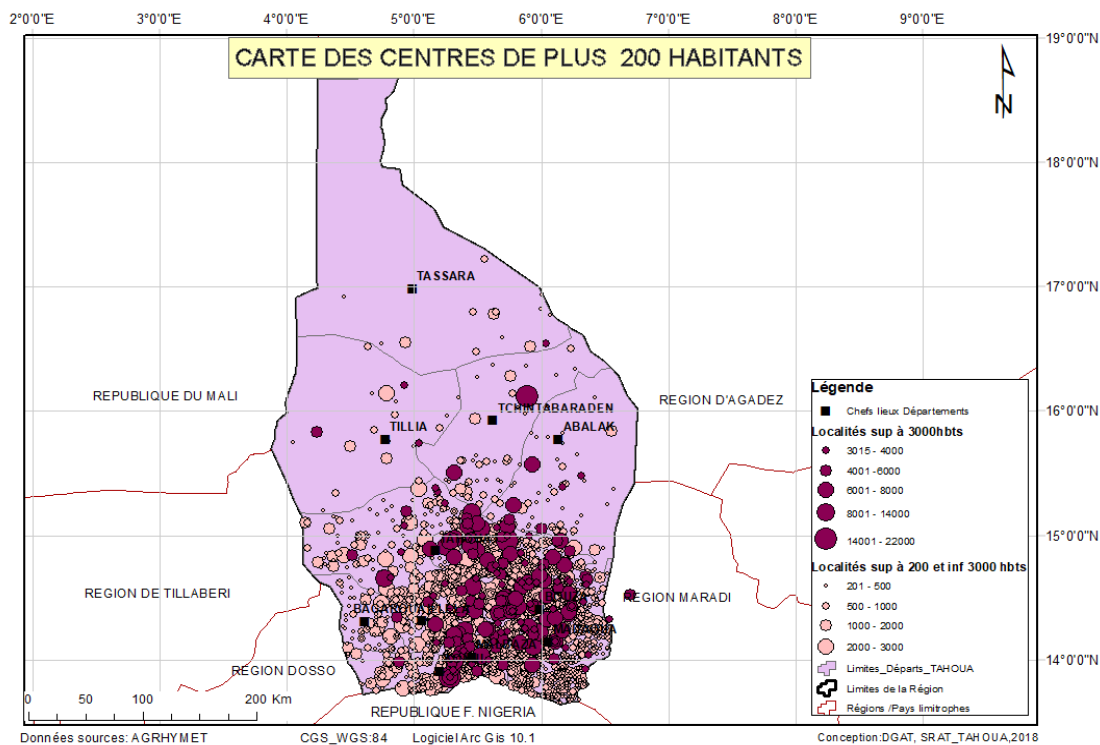 2°0'0"E 3°0'0"E 4°0'0"E 5°0'0"E 6°0'0"E 7°0'0"E 8°0'0"E 9°0'0"E
19°0'0"N
CARTE DES CENTRES DE PLUS 200 HABITANTS
N
18°0'0"N
17°0'0"N
TASSARA
REPUBLIQUE DU MALI
REGION D'AGADEZ
TCHINTABARADEN
TILLIA
ABALAK
16°0'0"N
15°0'0"N
REGION DE TILLABERI
REGION MARADI
REGION DOSSO
14°0'0"N
REPUBLIQUE F. NIGERIA
Légende
Chefs lieux Départements
Localités sup à 3000hbts
3015 - 4000
4001-6000
6001 - 8000
8001 - 14000
14001 - 22000
Localités sup à 200 et inf 3000 hbts
201 - 500
500 - 1000
1000 - 2000
2000 - 3000
Limites_Départs_TAHOUA
Limites de la Région
Régions /Pays limitrophes
0 50 100 200 Km
Données sources: AGRHYMET CGS_WGS:84 Logiciel Arc Gis 10.1 Conception:DGAT, SRAT_TAHOUA,2018